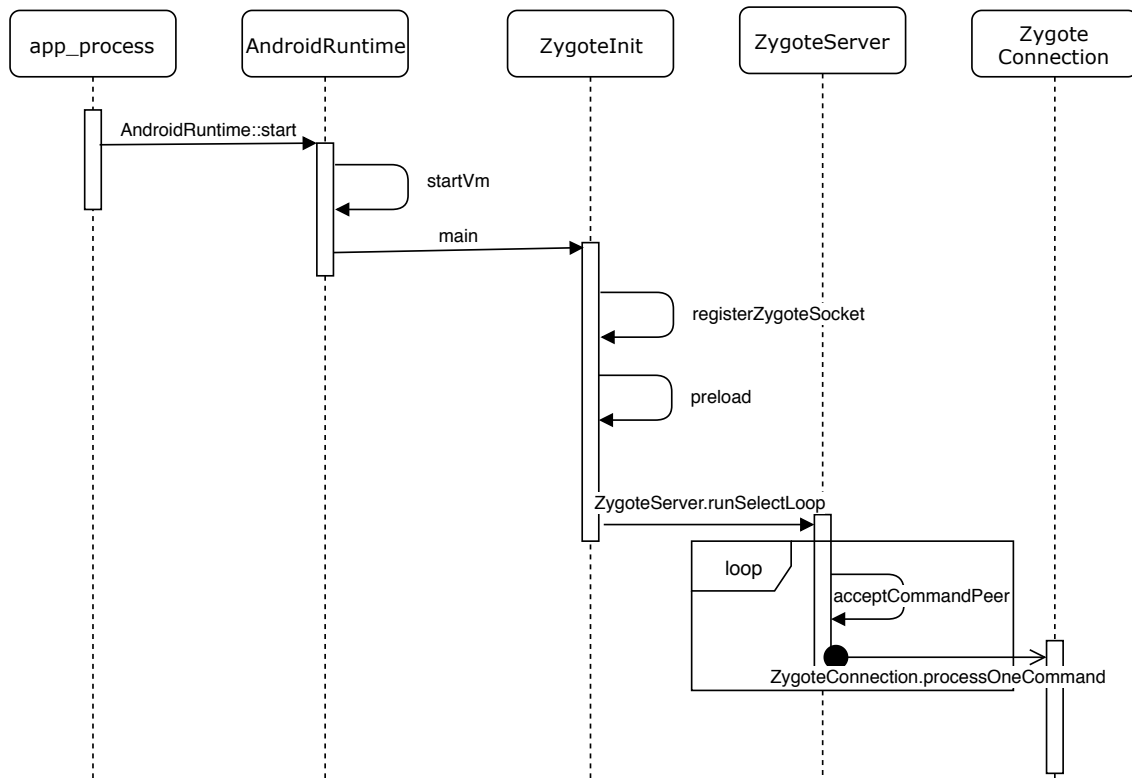 app_process
AndroidRuntime
ZygoteInit
ZygoteServer
Zygote
Connection
AndroidRuntime::start
startVm
main
registerZygoteSocket
preload
ZygoteServer.runSelectLoop
loop
acceptCommandPeer
ZygoteConnection.processOneCommand